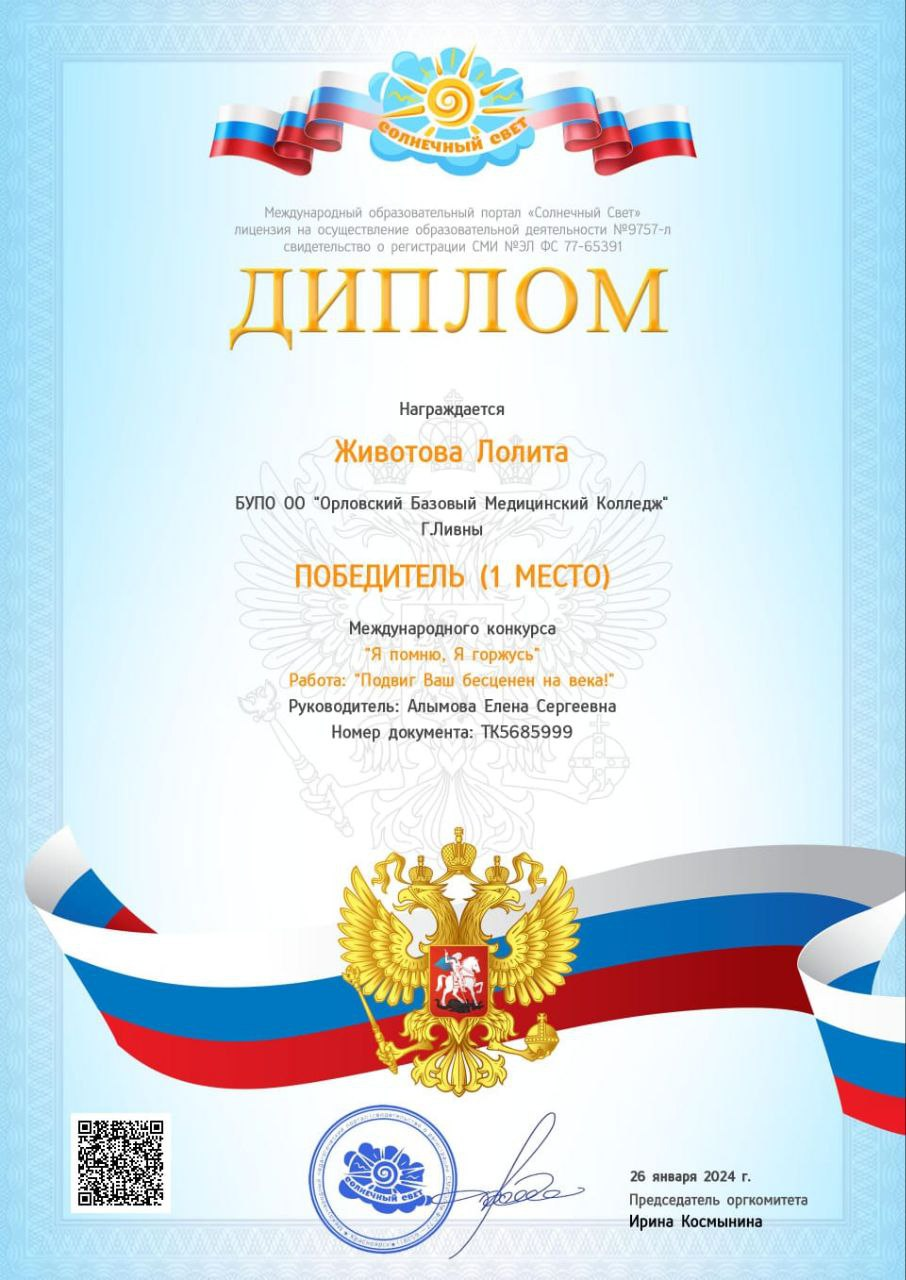 СОЛНЕЧНЫЙ СВЕТ
Международный образовательный портал «Солнечный Свет»
лицензия на осуществление образовательной деятельности №9757-л
свидетельство о регистрации СМИ №ЭЛ ФС 77-65391
ДИПЛОМ
Награждается
Животова Лолита
БУПО ОО "Орловский Базовый Медицинский Колледж"
Г.Ливны
ПОБЕДИТЕЛЬ (1 МЕСТО)
Международного конкурса
"Я помню, Я горжусь"
Работа: "Подвиг Ваш бесценен на века!"
Руководитель: Алымова Елена Сергеевна
Номер документа: ТК5685999
СОЛНЕЧНЫЙ СВЕТ
26 января 2024 г.
Председатель оргкомитета
Ирина Космынина